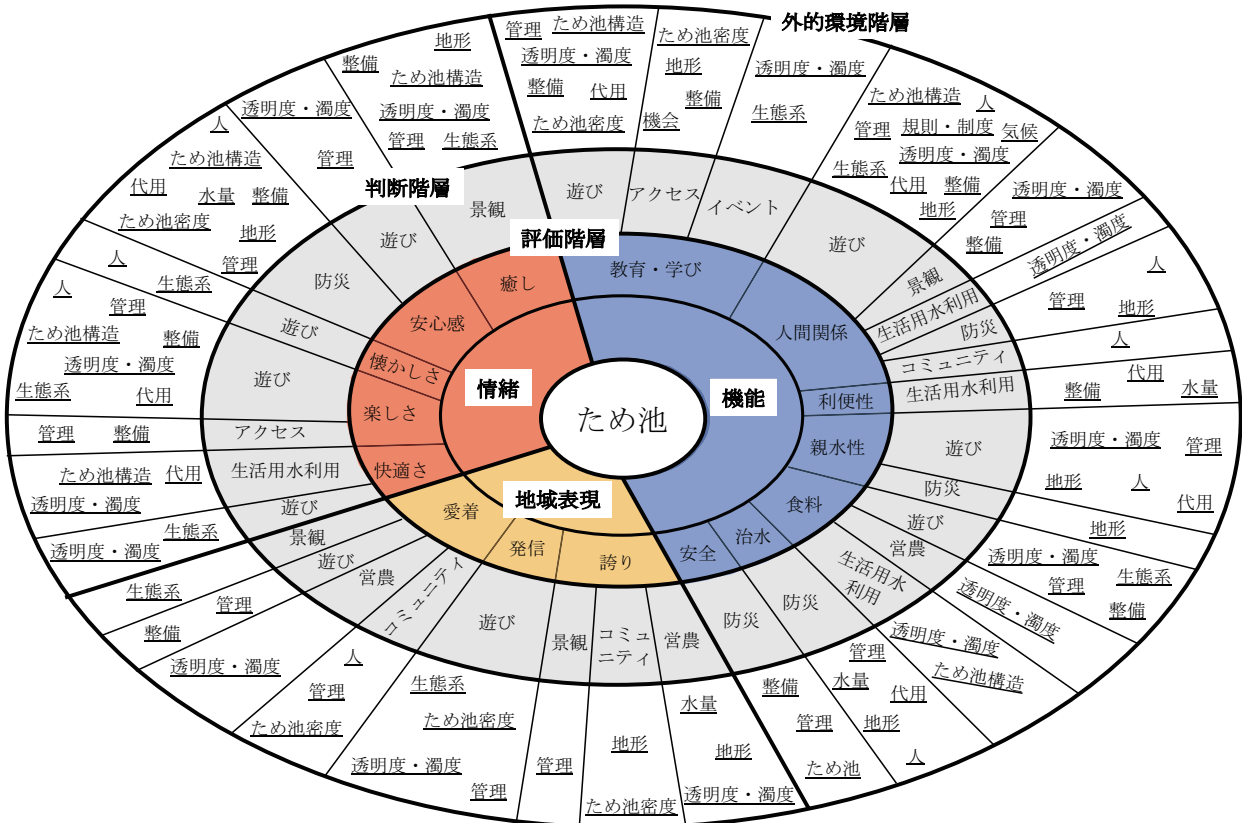 外的環境階層
判断階層
評価階層
ため池
情緒
機能
地域表現
教育・学び
人間関係
利便性
親水性
食料
治水
安全
誇り
発信
愛着
快適さ
楽しさ
懐かしさ
安心感
癒し
遊び
アクセス
イベント
遊び
景観
生活用水利用
防災
コミュニティ
生活用水利用
遊び
防災
遊び
営農
生活用水
利用
防災
防災
営農
コミュ
ニティ
景観
遊び
コミュニティ
営農
遊び
景観
遊び
生活用水利用
アクセス
遊び
遊び
防災
遊び
景観
管理 ため池構造
透明度・濁度
整備 代用
ため池密度
ため池密度
地形
整備
機会
透明度・濁度
生態系
ため池構造 人
管理 規則・制度 気候
透明度・濁度
生態系
代用 整備
地形
透明度・濁度
管理
整備
透明度・濁度
人
管理
地形
人
代用
整備 水量
透明度・濁度 管理
地形 人
代用
地形
透明度・濁度
生態系
管理
整備
透明度・濁度
透明度・濁度
ため池構造
管理
水量 代用
地形
人
整備
管理
ため池
水量
地形
透明度・濁度
地形
ため池密度
管理
生態系
ため池密度
透明度・濁度
管理
人
管理
ため池密度
透明度・濁度
管理
整備
生態系
生態系
透明度・濁度
ため池構造 代用
透明度・濁度
管理 整備
人
管理
ため池構造 整備
透明度・濁度
生態系 代用
人
生態系
人
ため池構造
代用 水量 整備
ため池密度
地形
管理
透明度・濁度
管理
地形
整備
ため池構造
透明度・濁度
管理 生態系